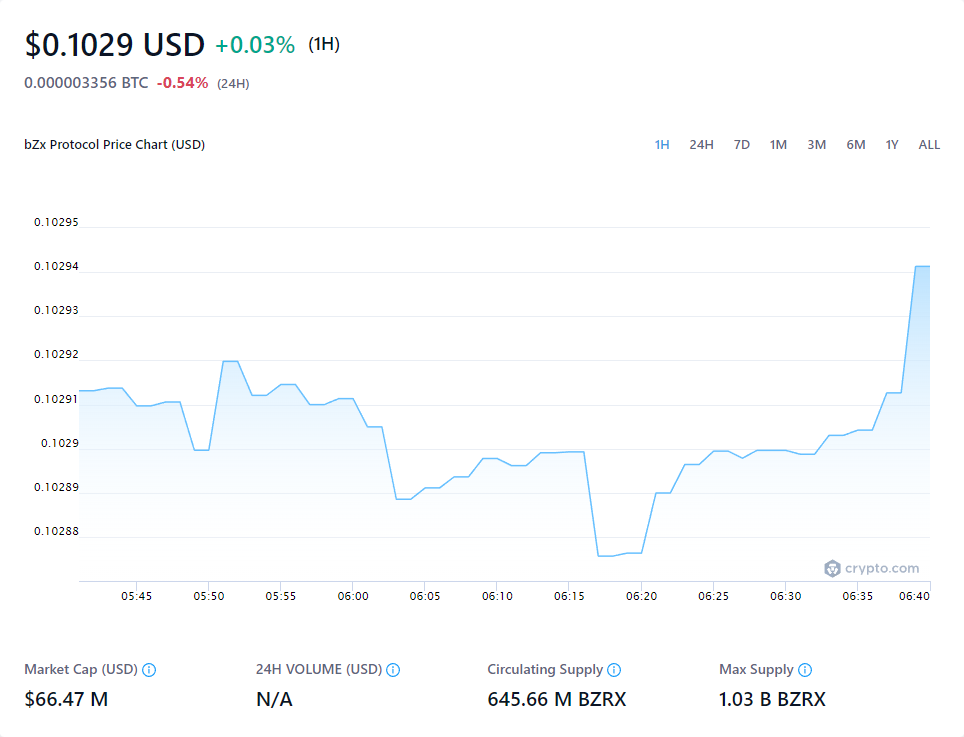 $0.1029 USD +0.03% (1H)
0.000003356 BTC -0.54% (24H)
bZx Protocol Price Chart (USD) 1H 24H 7D 1M 3M 6M 1Y ALL
0.10295
0.10294
0.10293
0.10292
0.10291
0.1029
0.10289
0.10288
crypto.com
05:45 05:50 05:55 06:00 06:05 06:10 06:15 06:20 06:25 06:30 06:35 06:40
Market Cap (USD) 24H VOLUME (USD) Circulating Supply Max Supply
$66.47 M N/A 645.66 M BZRX 1.03 B BZRX